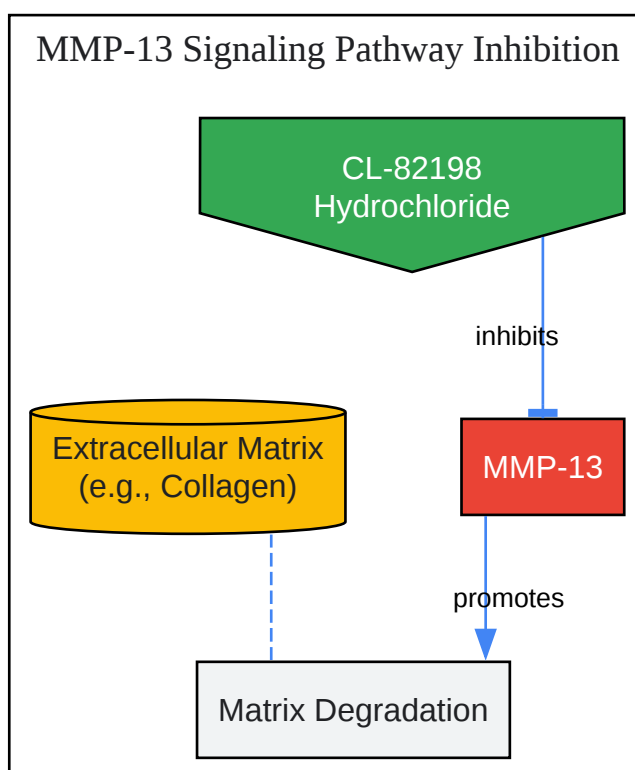 MMP-13 Signaling Pathway Inhibition
CL-82198
Hydrochloride
inhibits
Extracellular Matrix
(e.g., Collagen)
MMP-13
promotes
Matrix Degradation